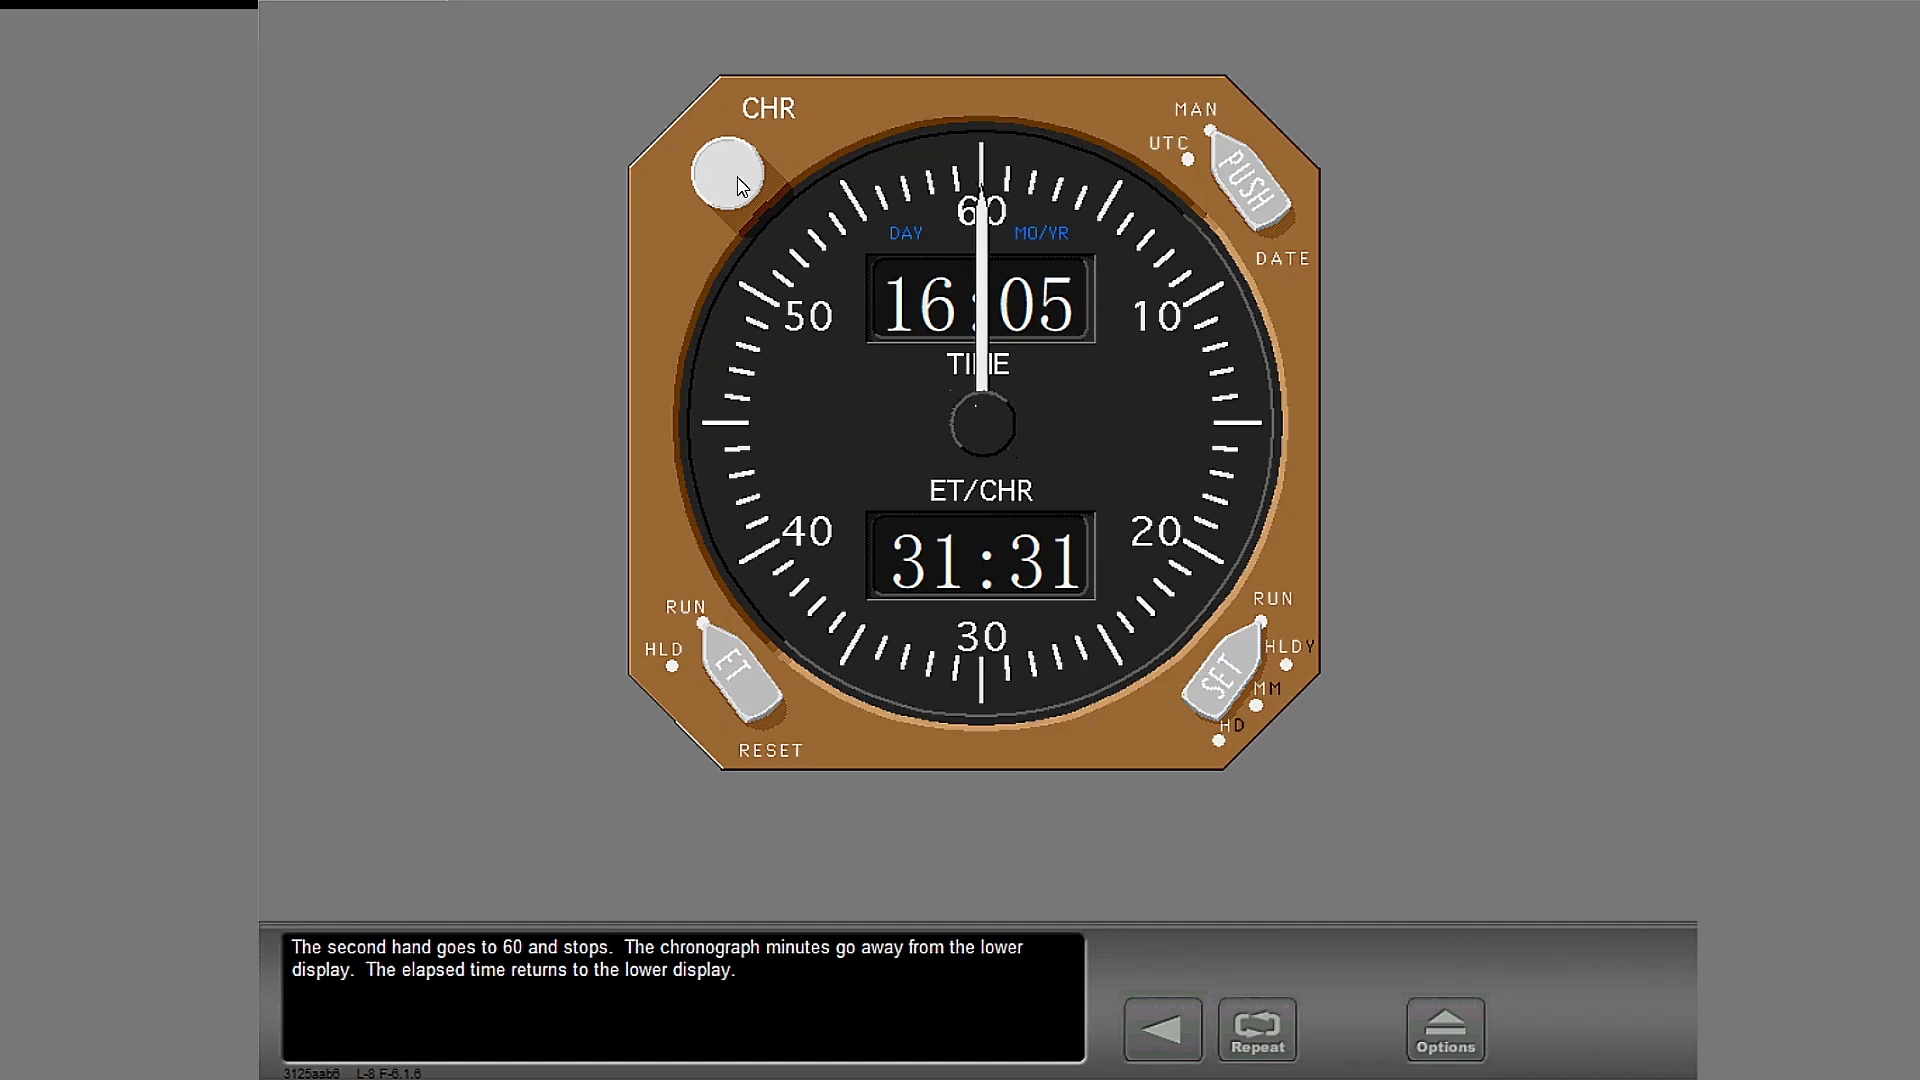 CHR
MAN
UTC
PUSH
DATE
60
DAY
MO/YR
16:05
50
10
TIME
ET/CHR
31:31
40
20
30
RUN
HLD
ET
RESET
RUN
HLDY
SET
MM
HD
The second hand goes to 60 and stops.  The chronograph minutes go away from the lower
display.  The elapsed time returns to the lower display.
Repeat
Options
3125aab6 L-8 F-6.1.6